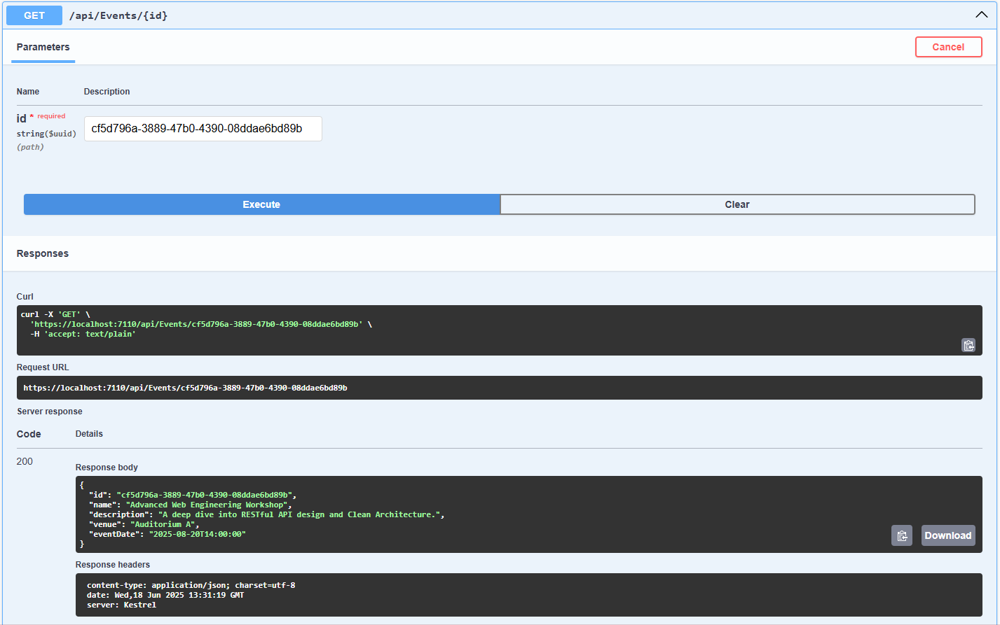 GET /api/Events/{id}
Parameters
Cancel
Name Description
id * required
string($uuid)
(path)
cf5d796a-3889-47b0-4390-08ddae6bd89b
Execute Clear
Responses
Curl
curl -X 'GET' \
'https://localhost:7110/api/Events/cf5d796a-3889-47b0-4390-08ddae6bd89b' \
-H 'accept: text/plain'
Request URL
https://localhost:7110/api/Events/cf5d796a-3889-47b0-4390-08ddae6bd89b
Server response
Code Details
200
Response body
{
"id": "cf5d796a-3889-47b0-4390-08ddae6bd89b",
"name": "Advanced Web Engineering Workshop",
"description": "A deep dive into RESTful API design and Clean Architecture.",
"venue": "Auditorium A",
"eventDate": "2025-08-20T14:00:00"
}
Download
Response headers
content-type: application/json; charset=utf-8
date: Wed,18 Jun 2025 13:31:19 GMT
server: Kestrel